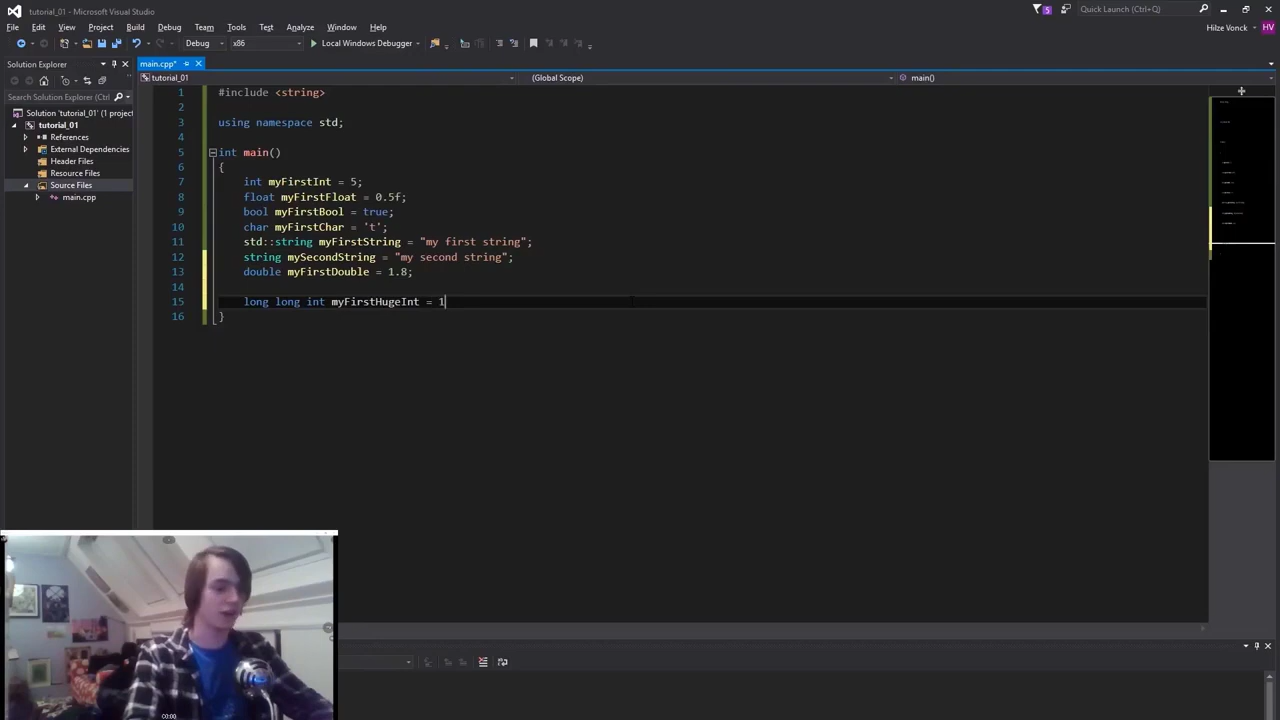 tutorial_01 - Microsoft Visual Studio
5
Quick Launch (Ctrl+Q)
File Edit View Project Build Debug Team Tools Test Analyze Window Help
Hilze Vonck
HV
Debug x86 Local Windows Debugger
Solution Explorer
main.cpp*
tutorial_01
(Global Scope)
main()
Search Solution Explorer (Ctrl
Solution 'tutorial_01' (1 project
tutorial_01
References
External Dependencies
Header Files
Resource Files
Source Files
main.cpp
1 #include <string>
2
3 using namespace std;
4
5 int main()
6 {
7 int myFirstInt = 5;
8 float myFirstFloat = 0.5f;
9 bool myFirstBool = true;
10 char myFirstChar = 't';
11 std::string myFirstString = "my first string";
12 string mySecondString = "my second string";
13 double myFirstDouble = 1.8;
14
15 long long int myFirstHugeInt = 1
16 }
00:00